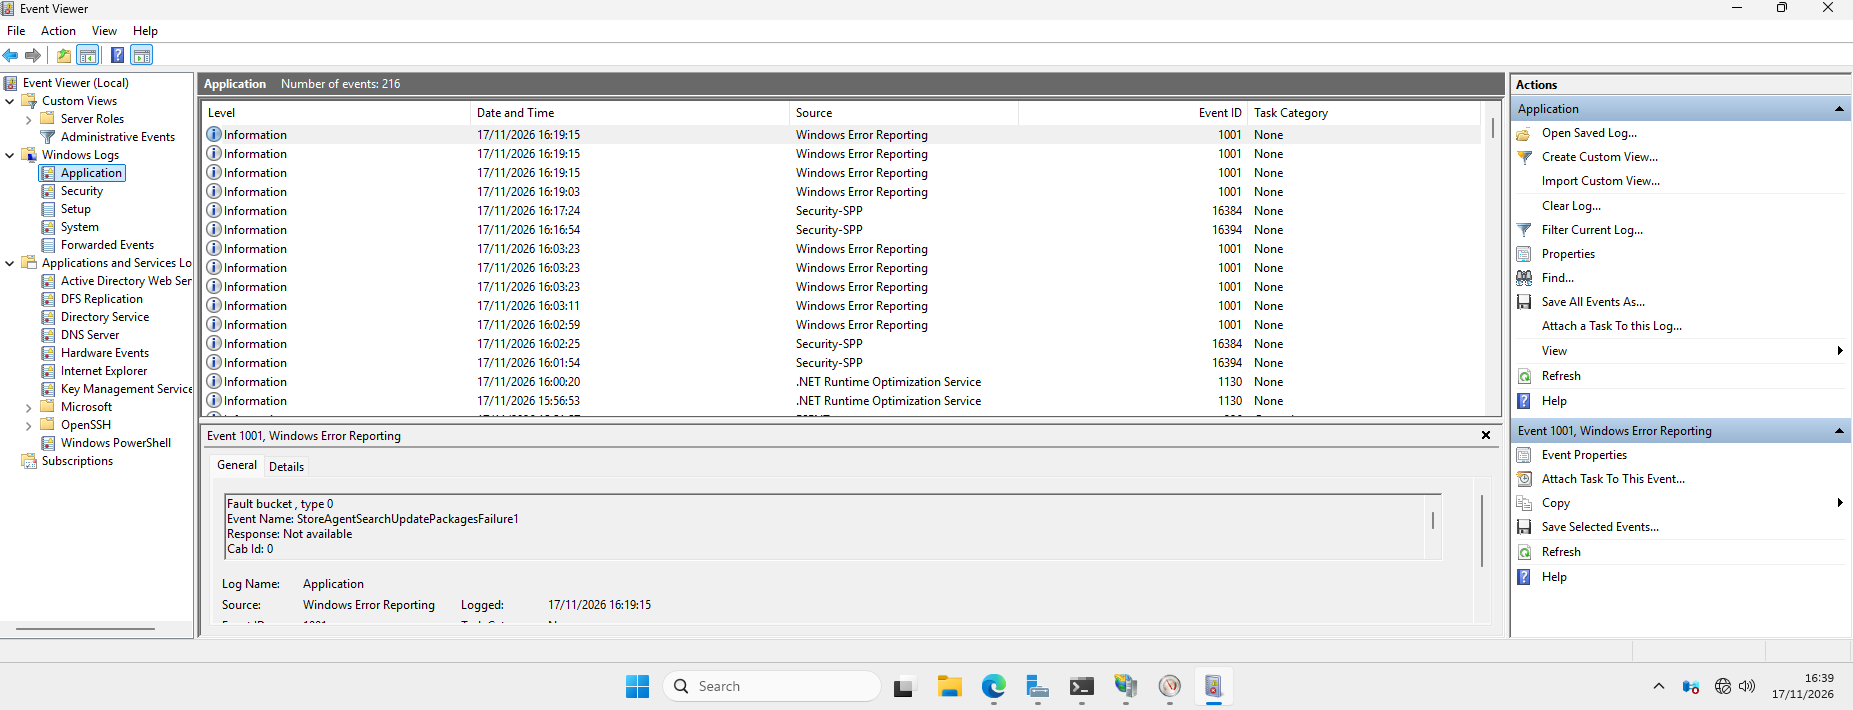 Event Viewer
File Action View Help
Event Viewer (Local)
Custom Views
Server Roles
Administrative Events
Windows Logs
Application
Security
Setup
System
Forwarded Events
Applications and Services Lo
Active Directory Web Ser
DFS Replication
Directory Service
DNS Server
Hardware Events
Internet Explorer
Key Management Service
Microsoft
OpenSSH
Windows PowerShell
Subscriptions
Application Number of events: 216
Level Date and Time Source Event ID Task Category
Information 17/11/2026 16:19:15 Windows Error Reporting 1001 None
Information 17/11/2026 16:19:15 Windows Error Reporting 1001 None
Information 17/11/2026 16:19:15 Windows Error Reporting 1001 None
Information 17/11/2026 16:19:03 Windows Error Reporting 1001 None
Information 17/11/2026 16:17:24 Security-SPP 16384 None
Information 17/11/2026 16:16:54 Security-SPP 16394 None
Information 17/11/2026 16:03:23 Windows Error Reporting 1001 None
Information 17/11/2026 16:03:23 Windows Error Reporting 1001 None
Information 17/11/2026 16:03:23 Windows Error Reporting 1001 None
Information 17/11/2026 16:03:11 Windows Error Reporting 1001 None
Information 17/11/2026 16:02:59 Windows Error Reporting 1001 None
Information 17/11/2026 16:02:25 Security-SPP 16384 None
Information 17/11/2026 16:01:54 Security-SPP 16394 None
Information 17/11/2026 16:00:20 .NET Runtime Optimization Service 1130 None
Information 17/11/2026 15:56:53 .NET Runtime Optimization Service 1130 None
Event 1001, Windows Error Reporting
General Details
Fault bucket , type 0
Event Name: StoreAgentSearchUpdatePackagesFailure1
Response: Not available
Cab Id: 0
Log Name: Application
Source: Windows Error Reporting Logged: 17/11/2026 16:19:15
Actions
Application
Open Saved Log...
Create Custom View...
Import Custom View...
Clear Log...
Filter Current Log...
Properties
Find...
Save All Events As...
Attach a Task To this Log...
View
Refresh
Help
Event 1001, Windows Error Reporting
Event Properties
Attach Task To This Event...
Copy
Save Selected Events...
Refresh
Help
Search
16:39
17/11/2026